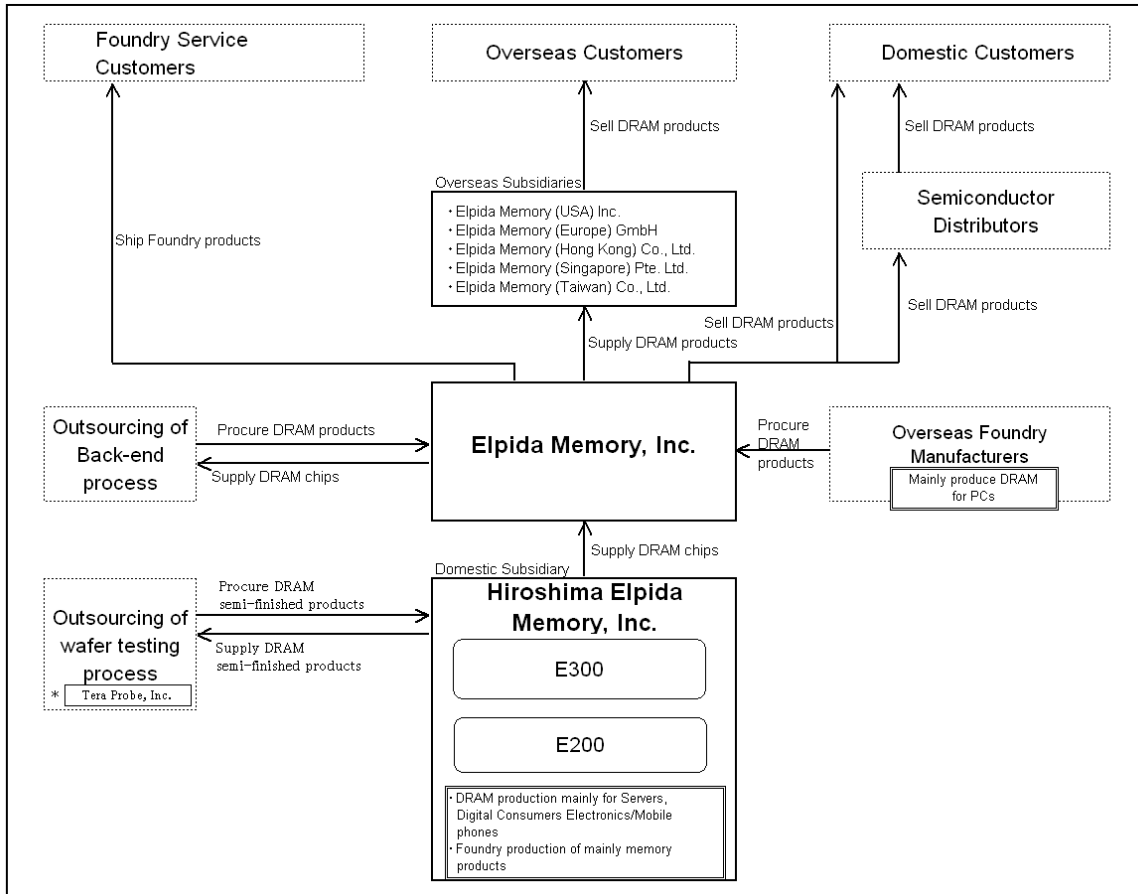 Foundry Service
Customers
Overseas Customers
Domestic Customers
Sell DRAM products
Sell DRAM products
Overseas Subsidiaries
・Elpida Memory (USA) Inc.
・Elpida Memory (Europe) GmbH
・Elpida Memory (Hong Kong) Co., Ltd.
・Elpida Memory (Singapore) Pte. Ltd.
・Elpida Memory (Taiwan) Co., Ltd.
Semiconductor
Distributors
Ship Foundry products
Sell DRAM products
Sell DRAM products
Supply DRAM products
Outsourcing of
Back-end
process
Procure DRAM products
Supply DRAM chips
Elpida Memory, Inc.
Procure
DRAM
products
Overseas Foundry
Manufacturers
Mainly produce DRAM
for PCs
Supply DRAM chips
Domestic Subsidiary
Outsourcing of
wafer testing
process
* Tera Probe, Inc.
Procure DRAM
semi-finished products
Supply DRAM
semi-finished products
Hiroshima Elpida
Memory, Inc.
E300
E200
・DRAM production mainly for Servers,
Digital Consumers Electronics/Mobile
phones
・Foundry production of mainly memory
products